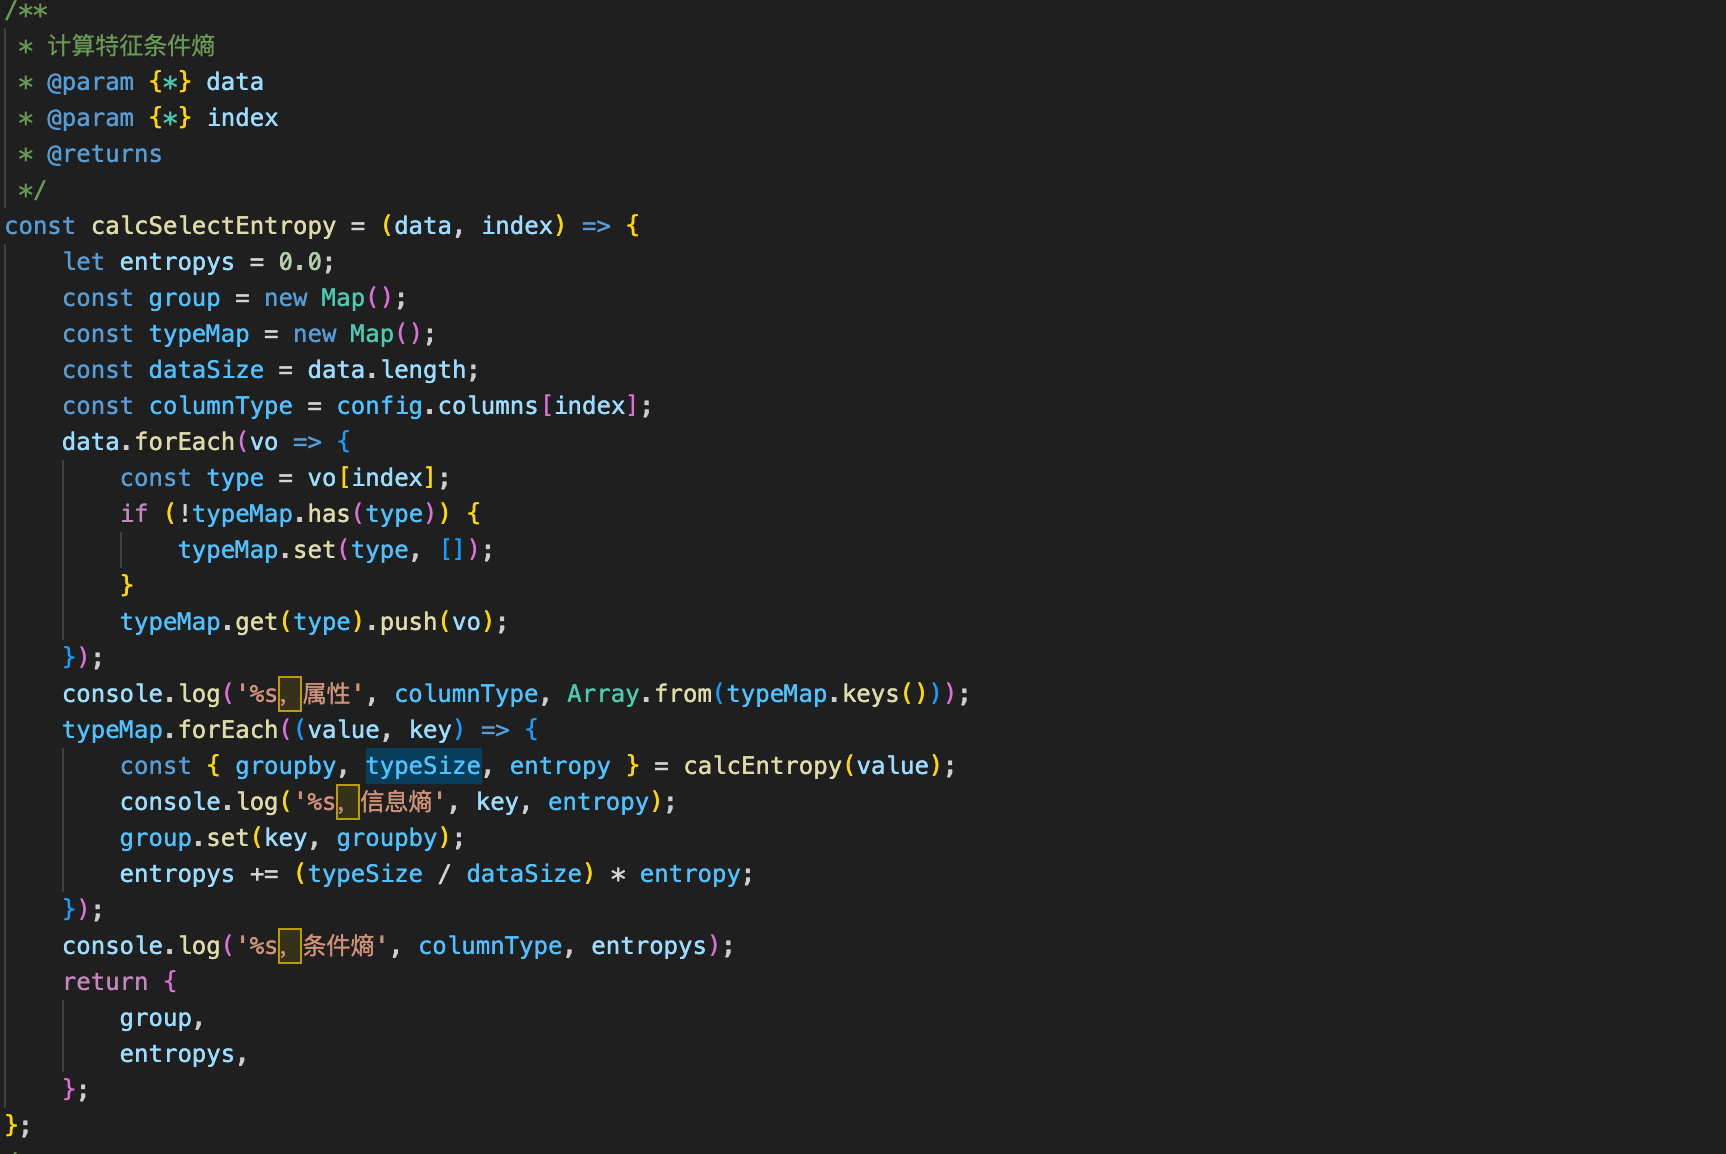 /**
 * 计算特征条件熵
 * @param {*} data
 * @param {*} index
 * @returns
 */
const calcSelectEntropy = (data, index) => {
    let entropys = 0.0;
    const group = new Map();
    const typeMap = new Map();
    const dataSize = data.length;
    const columnType = config.columns[index];
    data.forEach(vo => {
        const type = vo[index];
        if (!typeMap.has(type)) {
            typeMap.set(type, []);
        }
        typeMap.get(type).push(vo);
    });
    console.log('%s，属性', columnType, Array.from(typeMap.keys()));
    typeMap.forEach((value, key) => {
        const { groupby, typeSize, entropy } = calcEntropy(value);
        console.log('%s，信息熵', key, entropy);
        group.set(key, groupby);
        entropys += (typeSize / dataSize) * entropy;
    });
    console.log('%s，条件熵', columnType, entropys);
    return {
        group,
        entropys,
    };
};